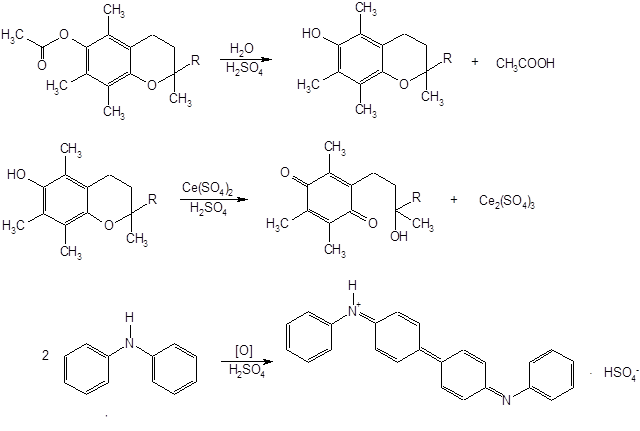 CH₃
H₃C O
O
R
H₃C O
CH₃
CH₃
H₂O
H₂SO₄
CH₃
HO
R
H₃C O
CH₃
CH₃
+ CH₃COOH
CH₃
HO
R
H₃C O
CH₃
CH₃
Ce(SO₄)₂
H₂SO₄
CH₃
O
R
O
H₃C
CH₃
OH
CH₃
+ Ce₂(SO₄)₃
2
H
N
[O]
H₂SO₄
H
N⁺
N
· HSO₄⁻